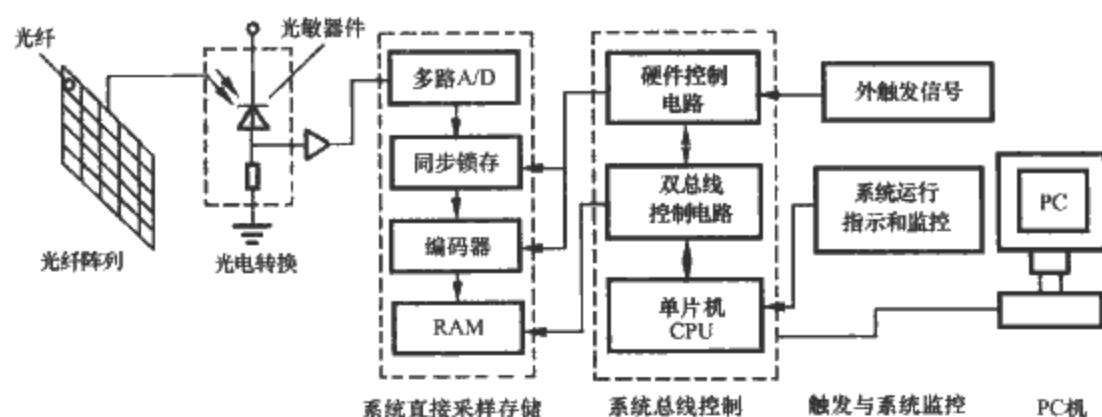 光纤
光敏器件
多路A/D
同步锁存
编码器
RAM
硬件控制
电路
双总线
控制电路
单片机
CPU
外触发信号
系统运行
指示和监控
PC
光纤阵列
光电转换
系统直接采样存储
系统总线控制
触发与系统监控
PC机